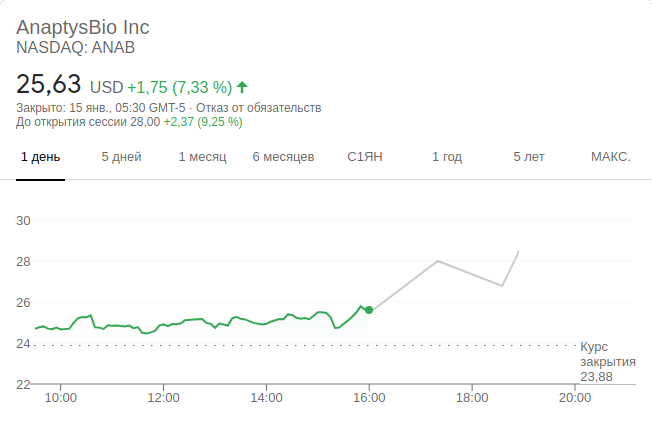 AnaptysBio Inc
NASDAQ: ANAB
25,63 USD +1,75 (7,33 %)
Закрыто: 15 янв., 05:30 GMT-5 · Отказ от обязательств
До открытия сессии 28,00 +2,37 (9,25 %)
1 день 5 дней 1 месяц 6 месяцев С1ЯН 1 год 5 лет МАКС.
30
28
26
24
Курс
закрытия
23,88
22
10:00 12:00 14:00 16:00 18:00 20:00